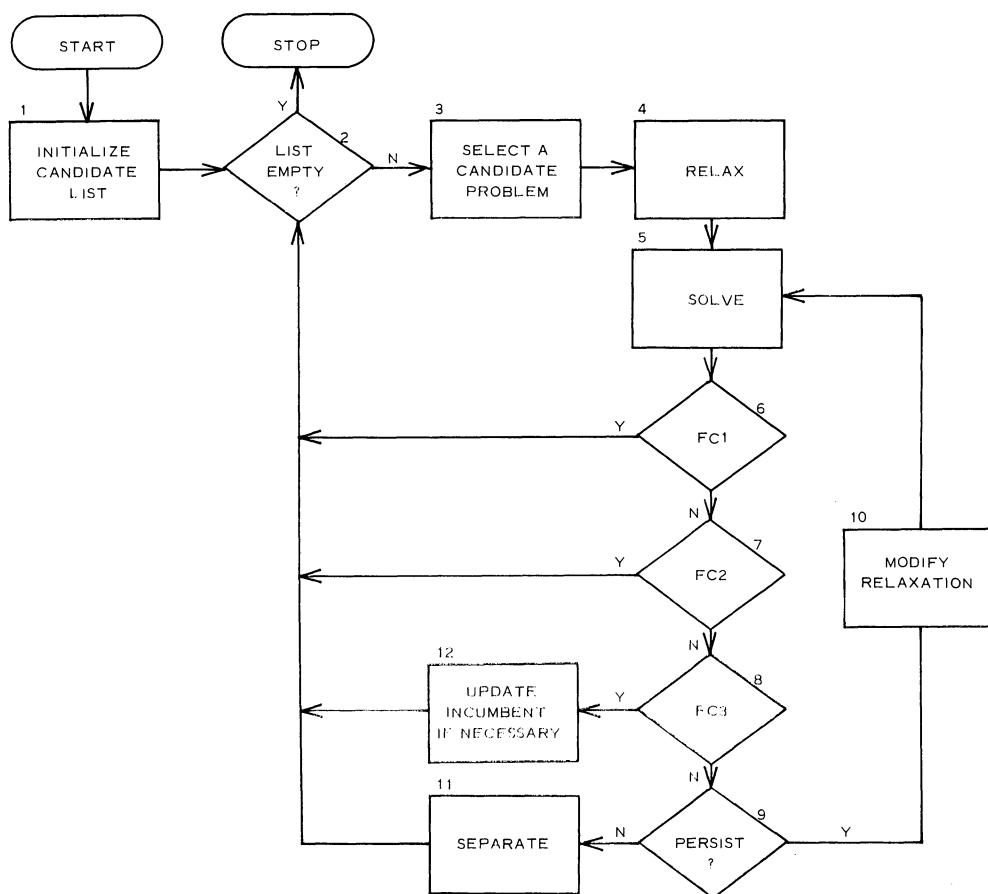 START
STOP
1
INITIALIZE
CANDIDATE
LIST
Y
2
LIST
EMPTY
?
N
3
SELECT A
CANDIDATE
PROBLEM
4
RELAX
5
SOLVE
6
FC1
Y
N
7
FC2
Y
N
8
FC3
Y
N
12
UPDATE
INCUMBENT
IF NECESSARY
9
PERSIST
?
N
Y
11
SEPARATE
10
MODIFY
RELAXATION